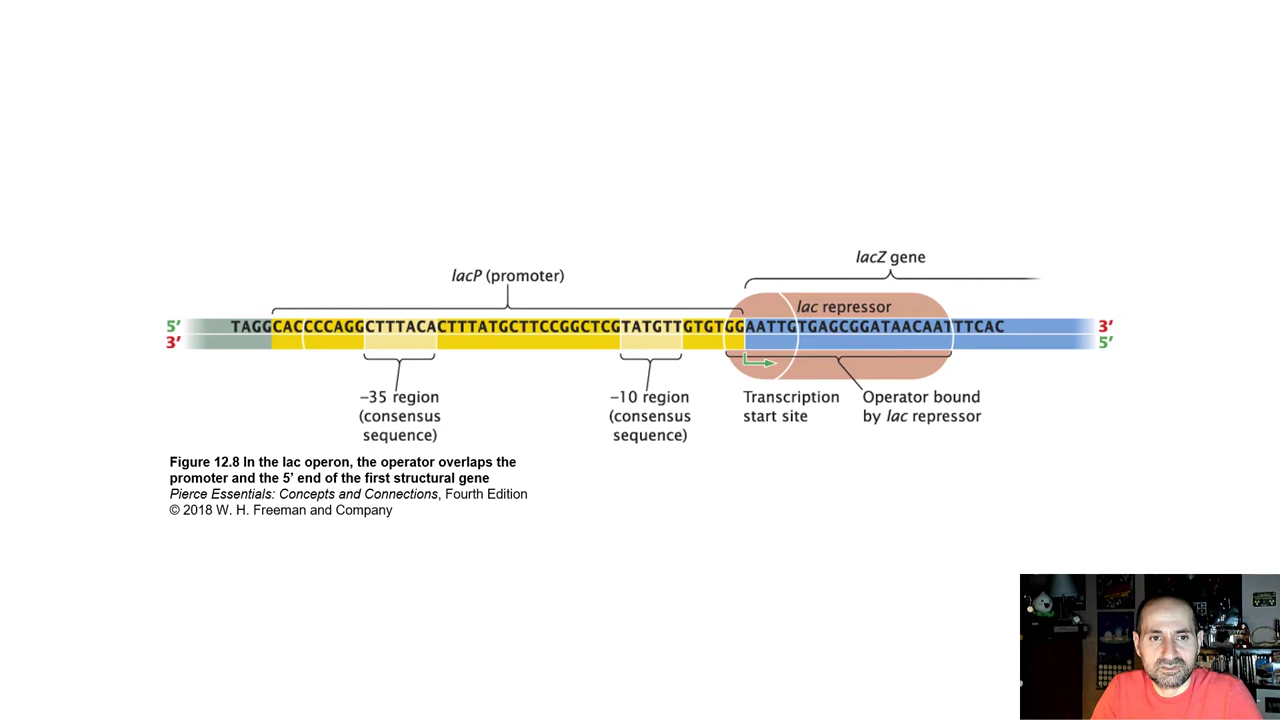 lacZ gene
lacP (promoter)
lac repressor
5′ TAGGCACCCCAGGCTTTACACTTTATGCTTCCGGCTCGTATGTTGTGTGGAATTGTGAGCGGATAACAATTTCAC 3′
3′ 5′
–35 region
(consensus
sequence)
–10 region
(consensus
sequence)
Transcription
start site
Operator bound
by lac repressor
Figure 12.8 In the lac operon, the operator overlaps the
promoter and the 5’ end of the first structural gene
Pierce Essentials: Concepts and Connections, Fourth Edition
© 2018 W. H. Freeman and Company